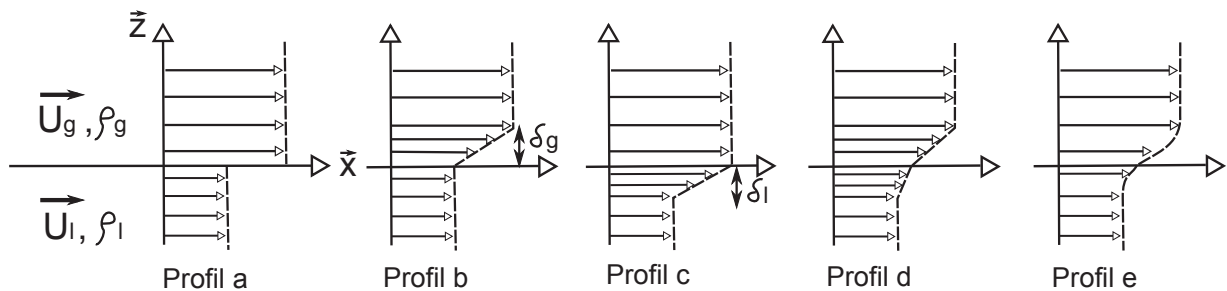 z
Ug, ρg
x
Ul, ρl
δg
δl
Profil a
Profil b
Profil c
Profil d
Profil e